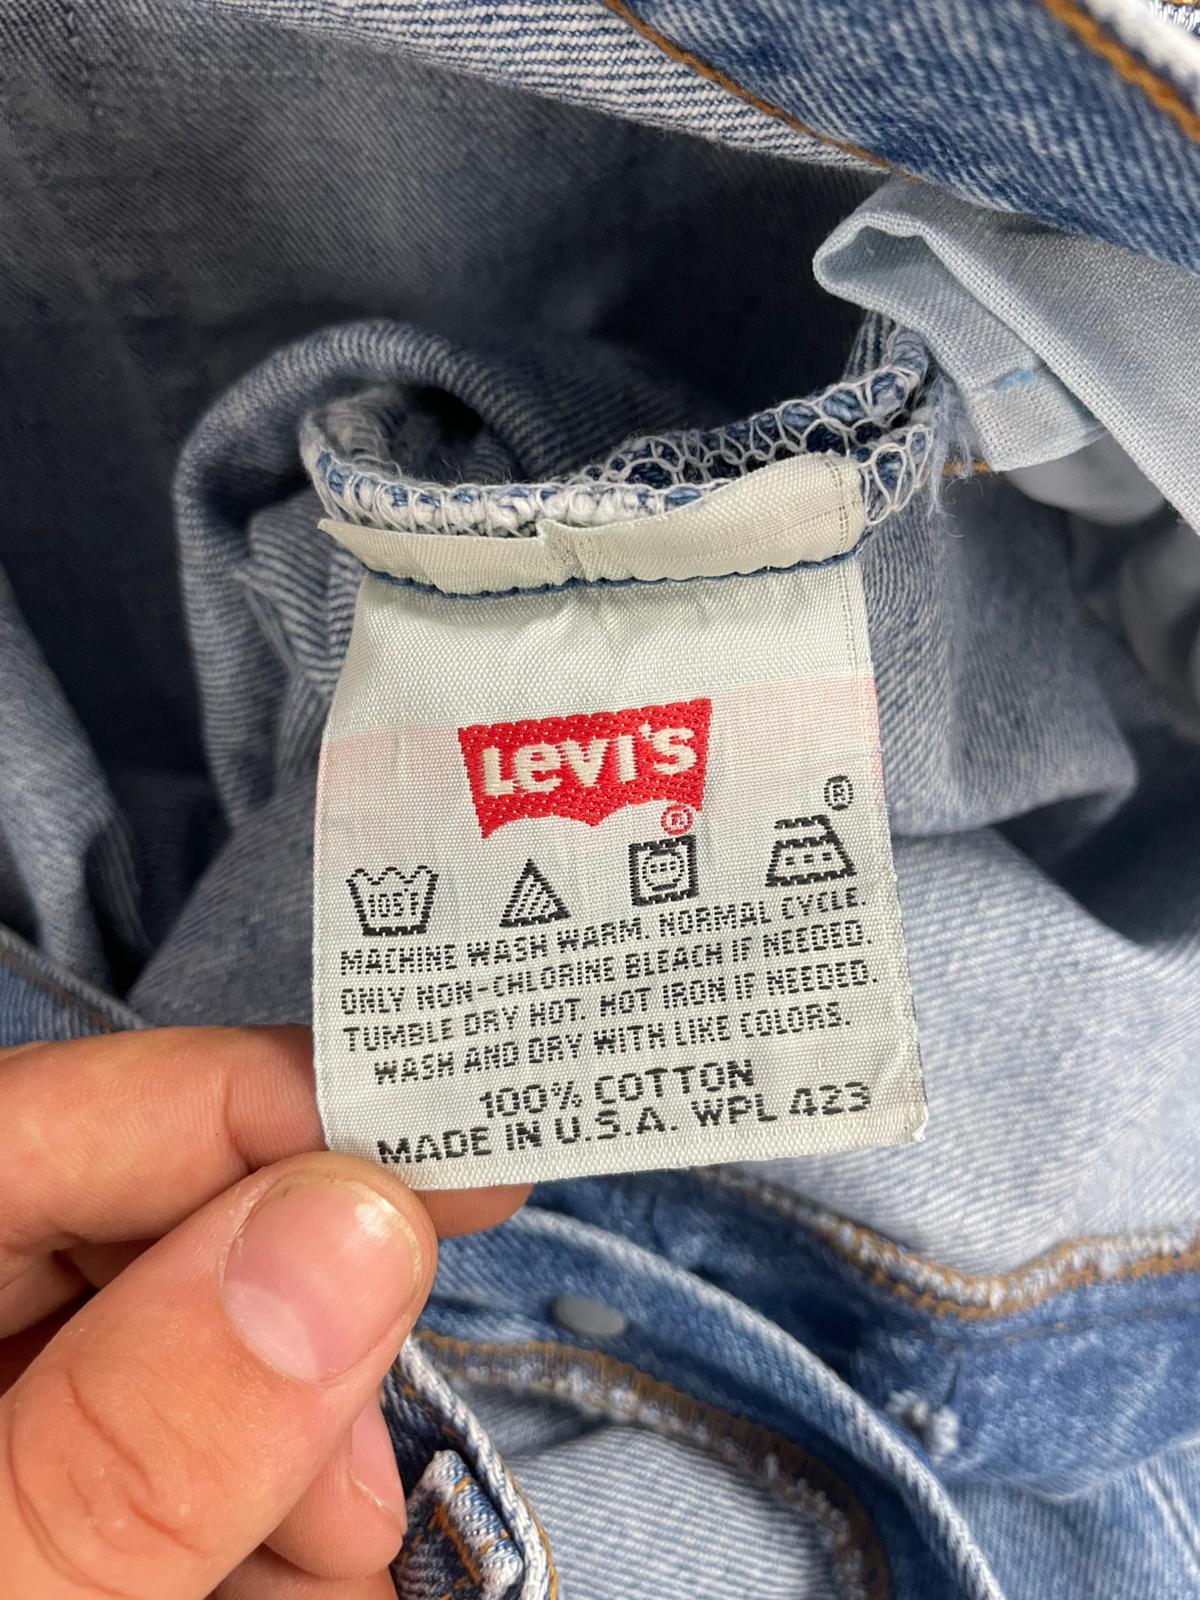 Levi's
®
®
105F
MACHINE WASH WARM. NORMAL CYCLE.
ONLY NON-CHLORINE BLEACH IF NEEDED.
TUMBLE DRY HOT. HOT IRON IF NEEDED.
WASH AND DRY WITH LIKE COLORS.
100% COTTON
MADE IN U.S.A. WPL 423